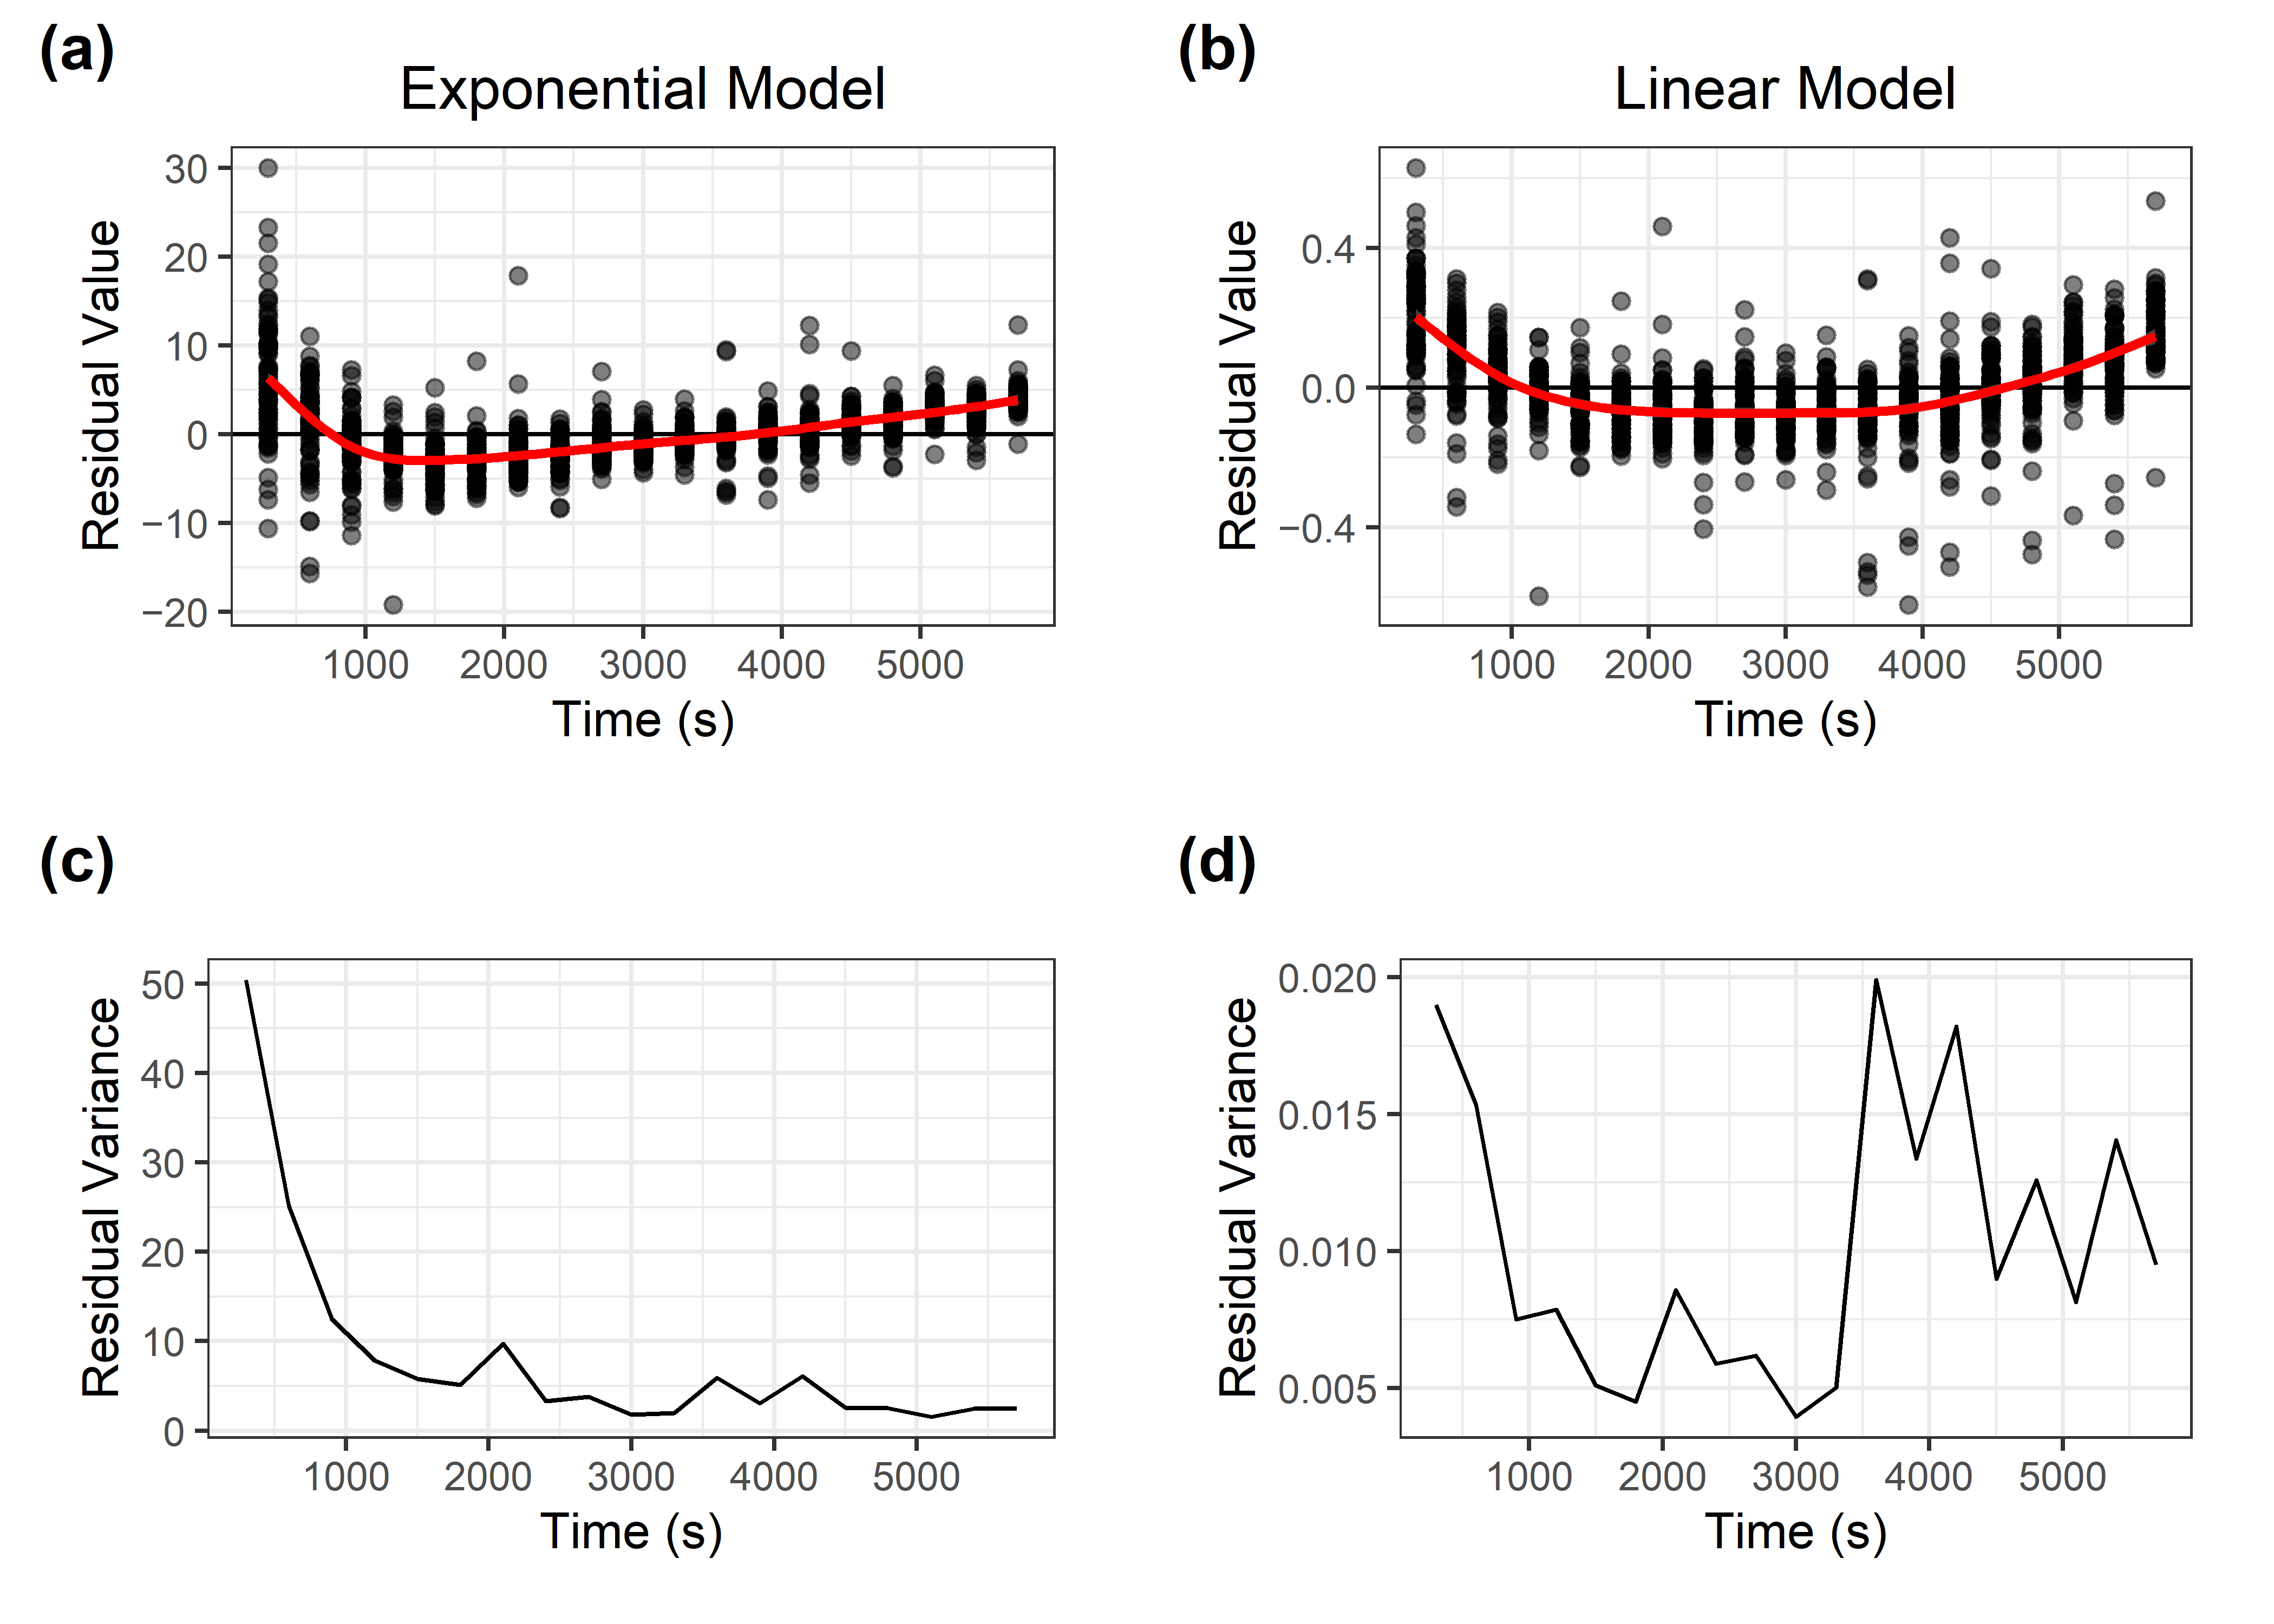 (a)
Exponential Model
Residual Value
30
20
10
0
−10
−20
1000 2000 3000 4000 5000
Time (s)
(b)
Linear Model
Residual Value
0.4
0.0
−0.4
1000 2000 3000 4000 5000
Time (s)
(c)
Residual Variance
50
40
30
20
10
0
1000 2000 3000 4000 5000
Time (s)
(d)
Residual Variance
0.020
0.015
0.010
0.005
1000 2000 3000 4000 5000
Time (s)